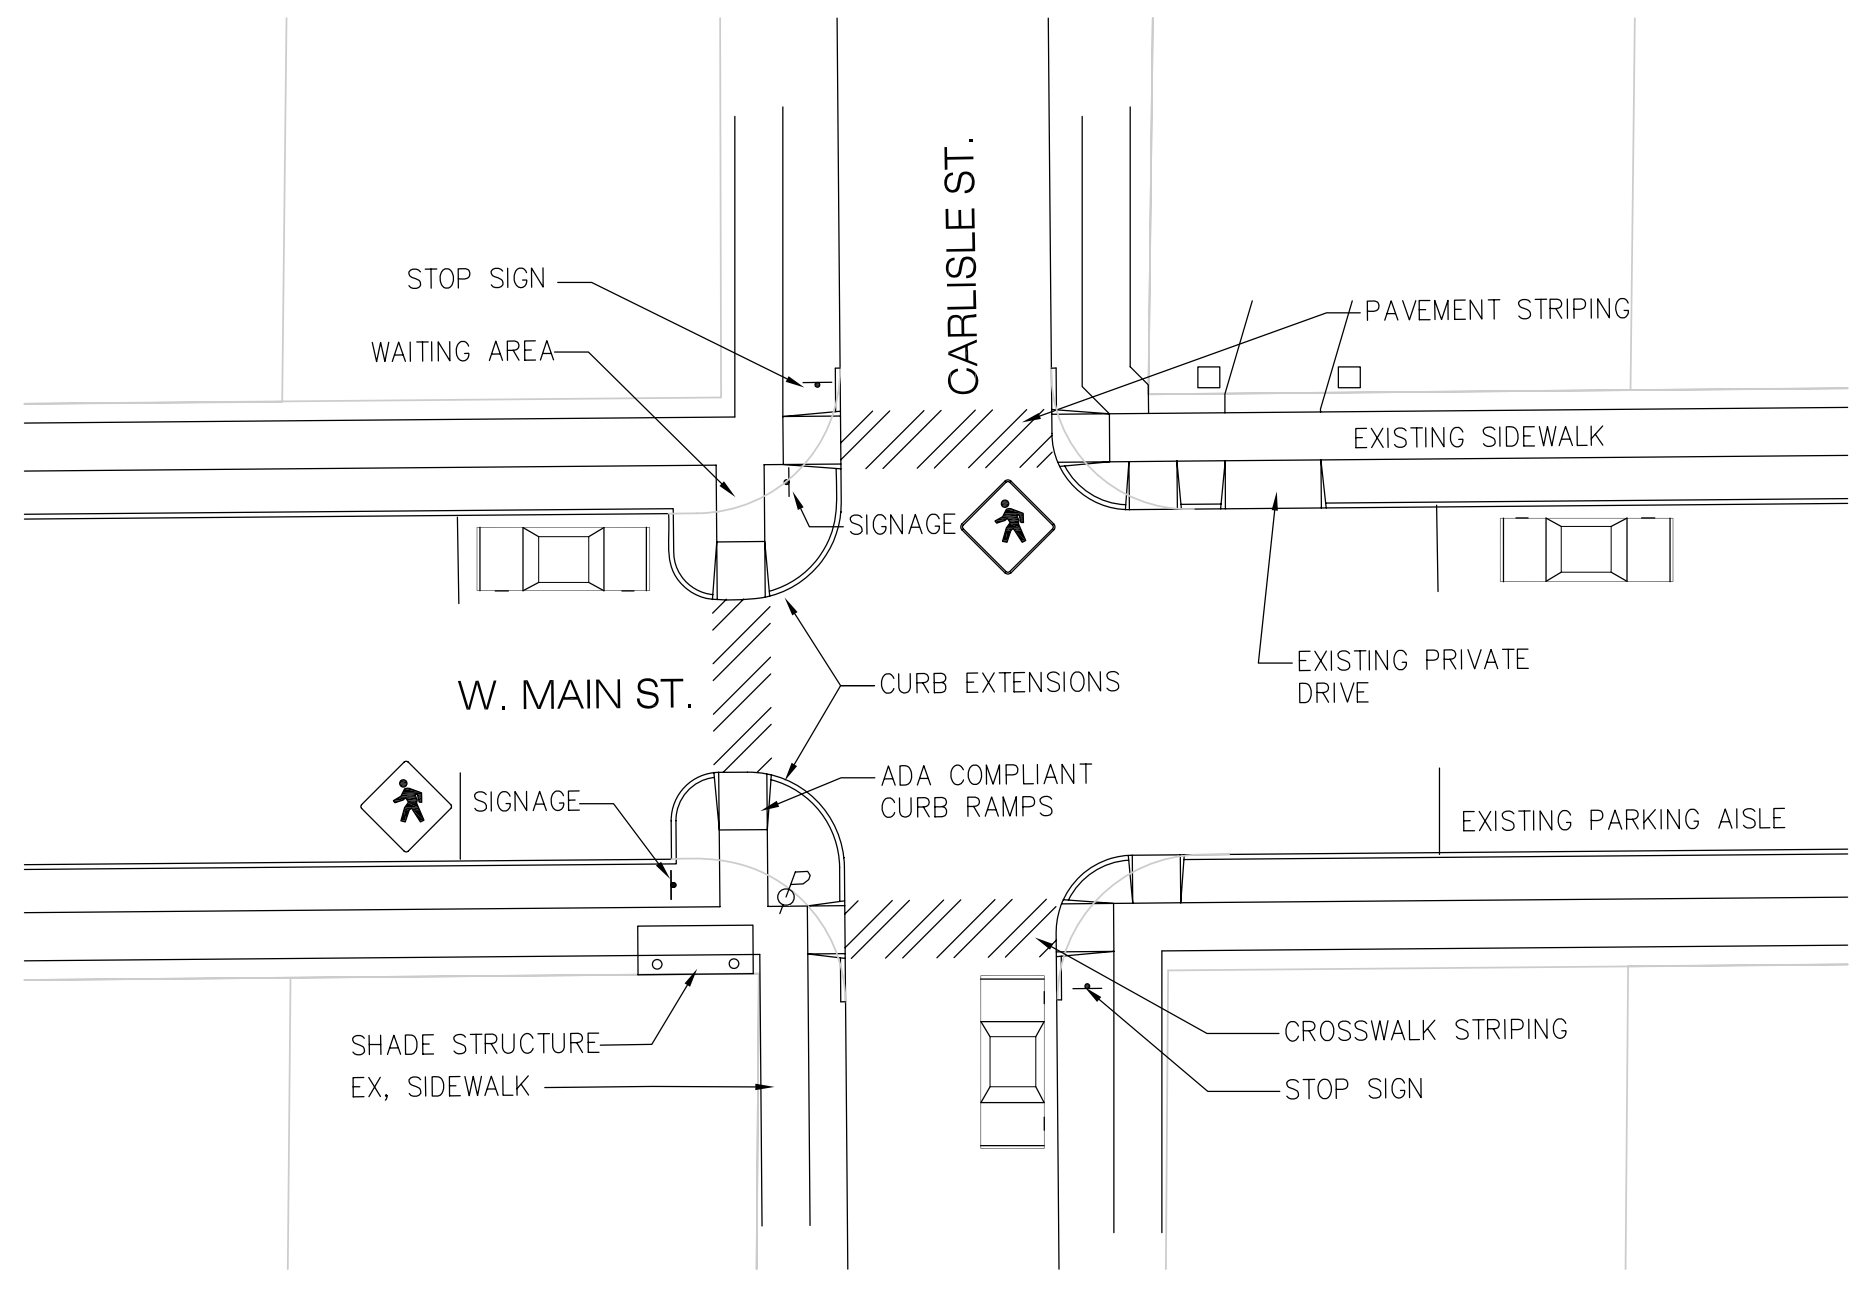 CARLISLE ST.
STOP SIGN
PAVEMENT STRIPING
WAITING AREA
EXISTING SIDEWALK
SIGNAGE
EXISTING PRIVATE
DRIVE
W. MAIN ST.
CURB EXTENSIONS
ADA COMPLIANT
CURB RAMPS
SIGNAGE
EXISTING PARKING AISLE
SHADE STRUCTURE
EX, SIDEWALK
CROSSWALK STRIPING
STOP SIGN